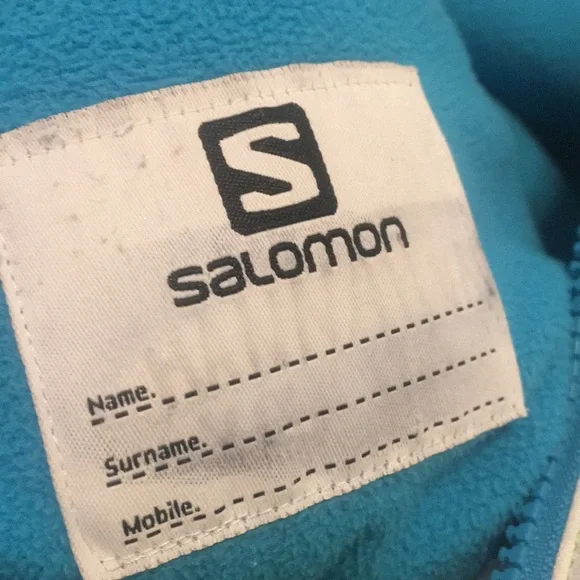 S
salomon
Name.
Surname.
Mobile.